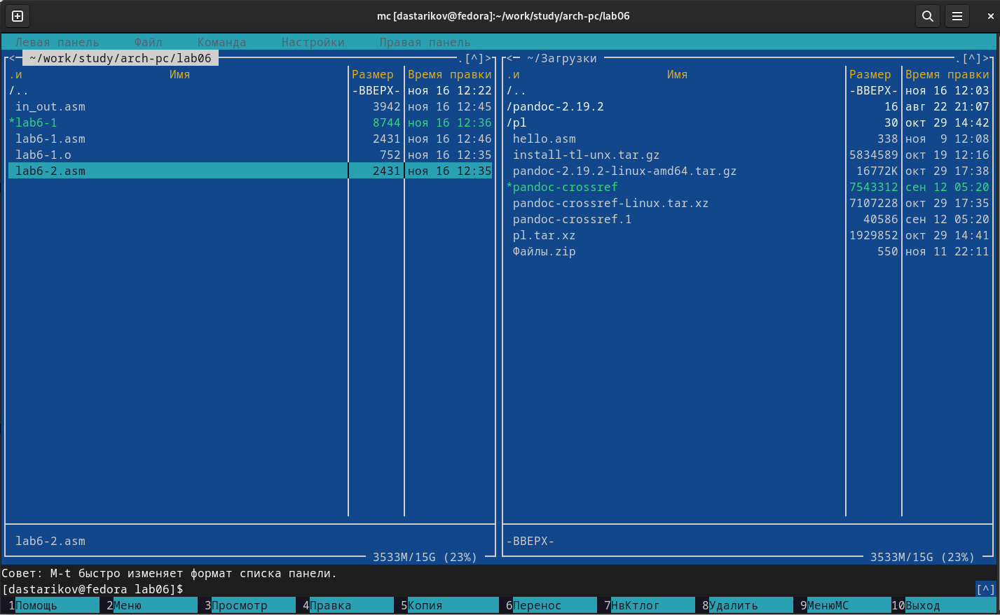 mc [dastarikov@fedora]:~/work/study/arch-pc/lab06
Левая панель Файл Команда Настройки Правая панель
<— ~/work/study/arch-pc/lab06 .[^]>
.и Имя Размер Время правки
/.. -ВВЕРХ- ноя 16 12:22
in_out.asm 3942 ноя 16 12:45
*lab6-1 8744 ноя 16 12:36
lab6-1.asm 2431 ноя 16 12:46
lab6-1.o 752 ноя 16 12:35
lab6-2.asm 2431 ноя 16 12:35
lab6-2.asm
3533M/15G (23%)
<— ~/Загрузки .[^]>
.и Имя Размер Время правки
/.. -ВВЕРХ- ноя 16 12:03
/pandoc-2.19.2 16 авг 22 21:07
/pl 30 окт 29 14:42
hello.asm 338 ноя 9 12:08
install-tl-unx.tar.gz 5834589 окт 19 12:16
pandoc-2.19.2-linux-amd64.tar.gz 16772K окт 29 17:38
*pandoc-crossref 7543312 сен 12 05:20
pandoc-crossref-Linux.tar.xz 7107228 окт 29 17:35
pandoc-crossref.1 40586 сен 12 05:20
pl.tar.xz 1929852 окт 29 14:41
Файлы.zip 550 ноя 11 22:11
-ВВЕРХ-
3533M/15G (23%)
Совет: M-t быстро изменяет формат списка панели.
[dastarikov@fedora lab06]$ [^]
1Помощь 2Меню 3Просмотр 4Правка 5Копия 6Перенос 7НвКтлог 8Удалить 9МенюMC 10Выход